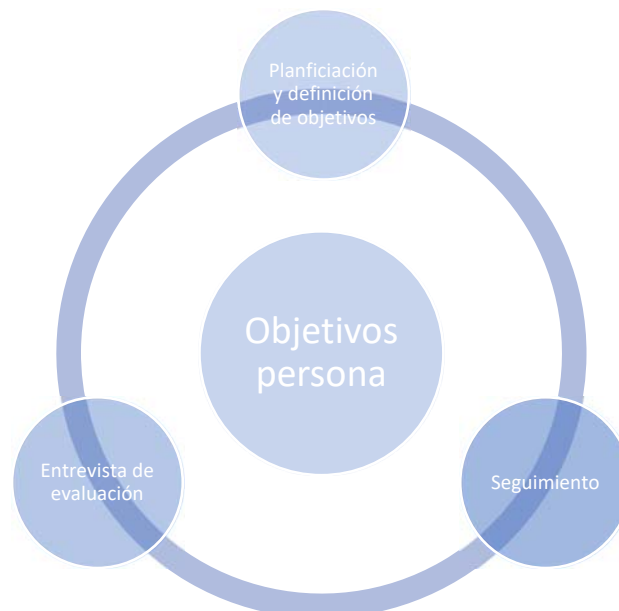 Planficiación
y definición
de objetivos
Objetivos
persona
Entrevista de
evaluación
Seguimiento